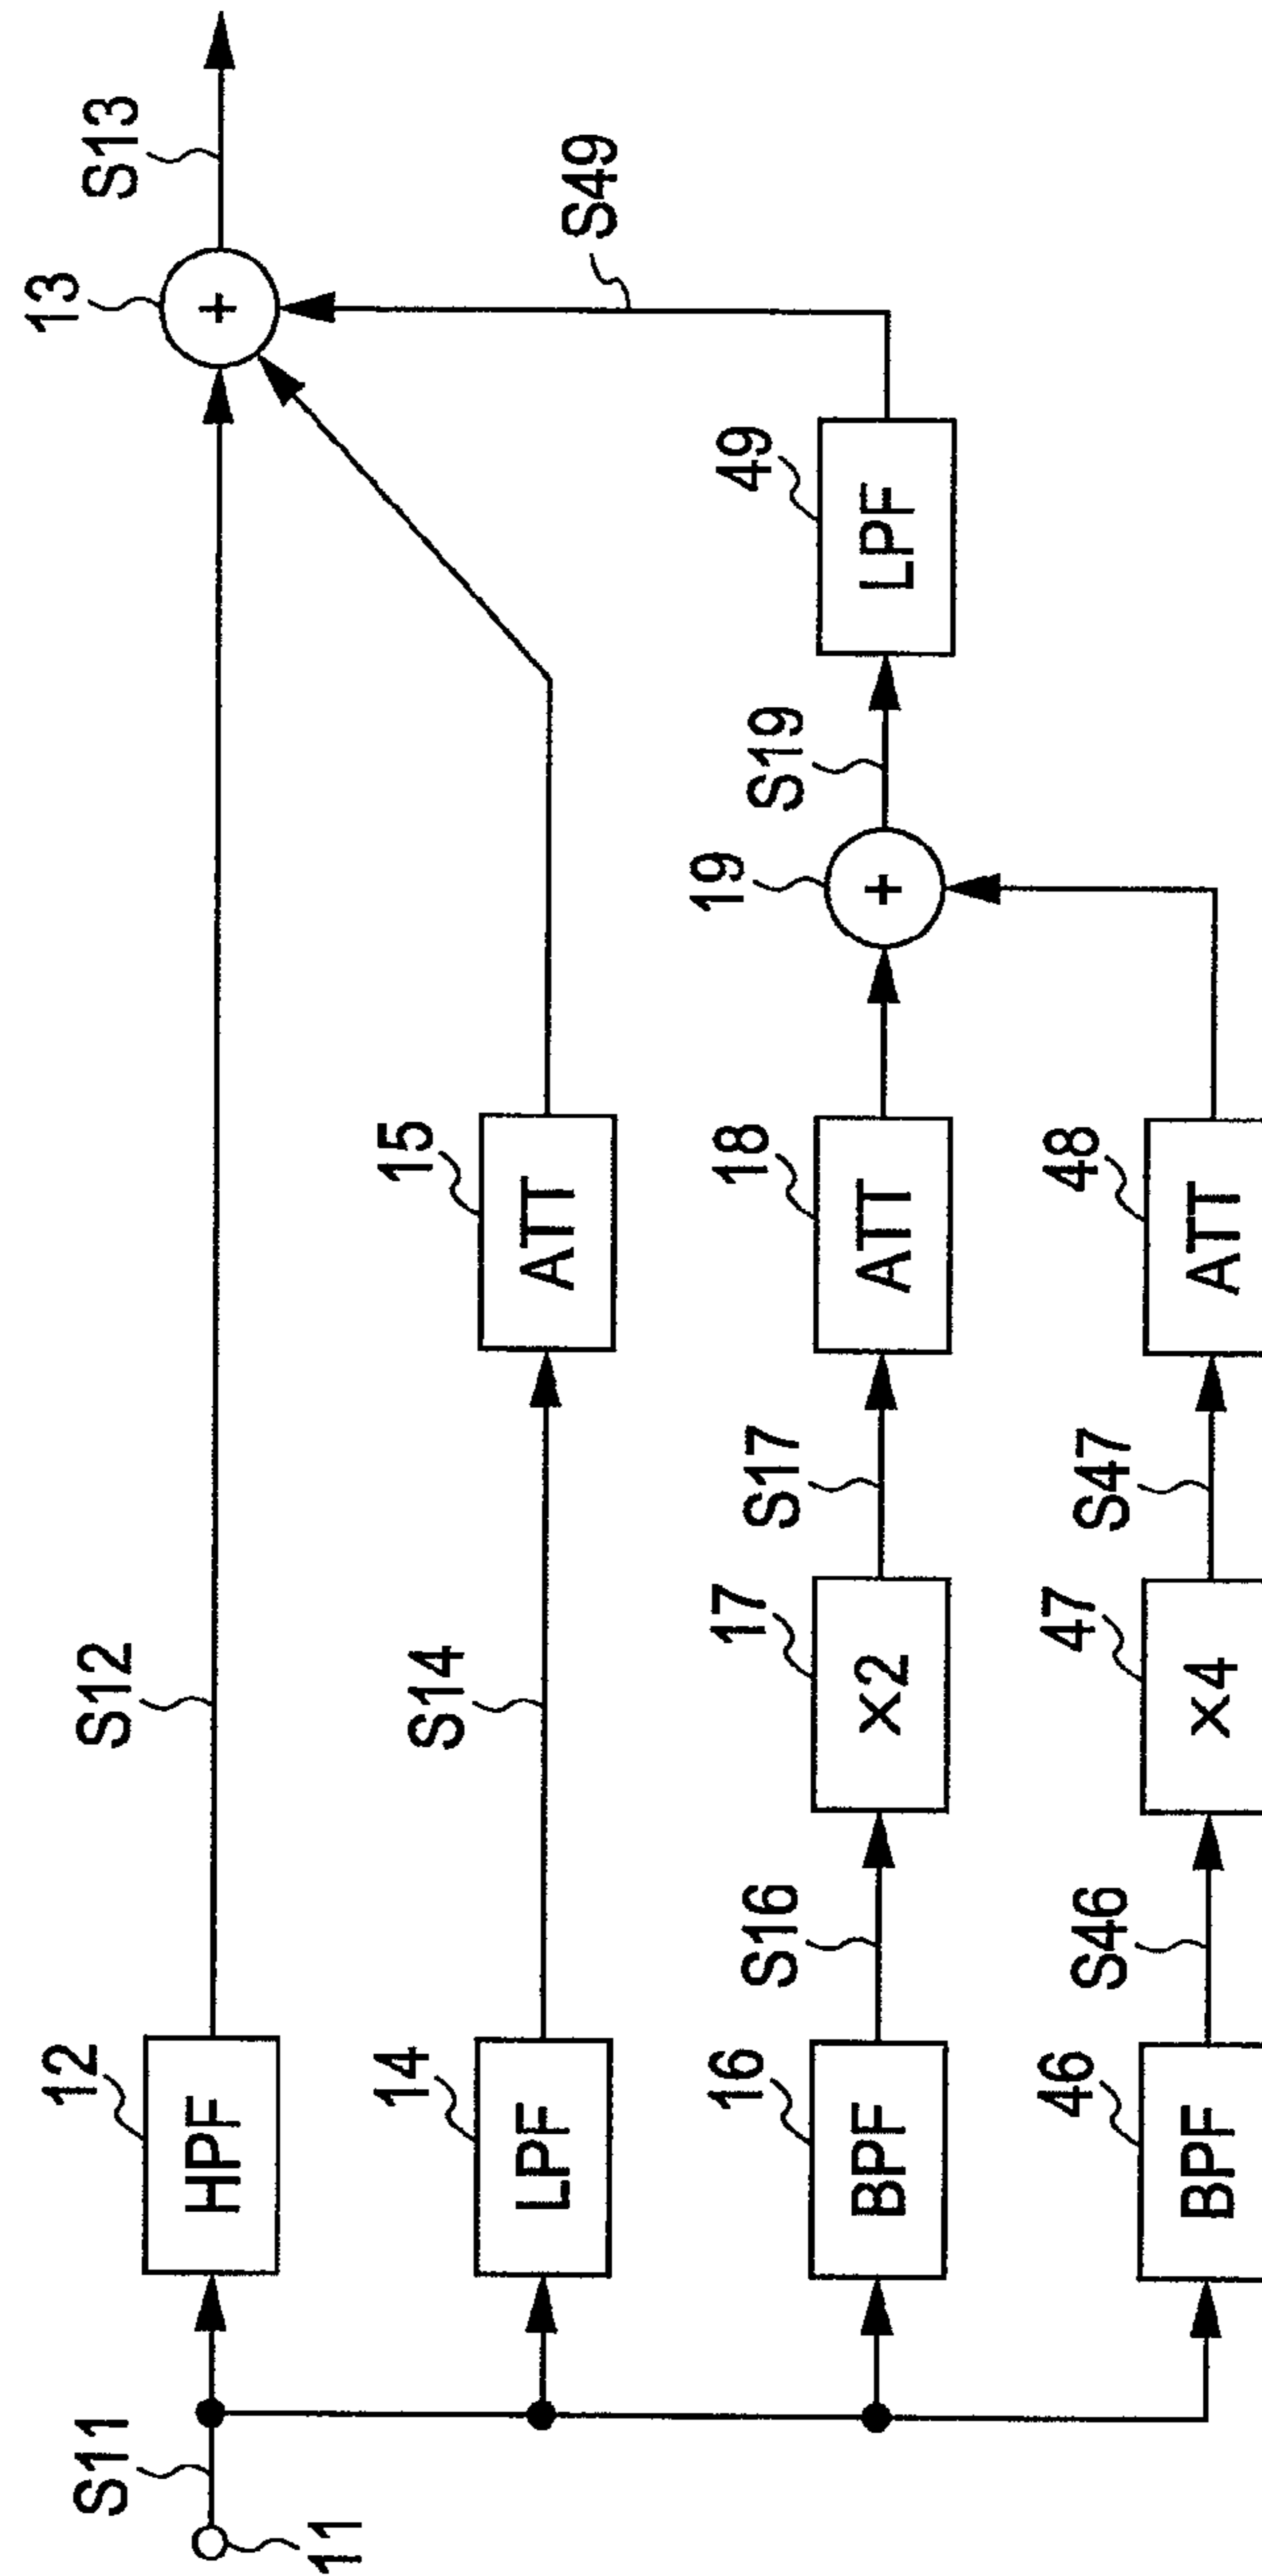 S11
11
12
HPF
S12
13
+
S13
14
LPF
S14
15
ATT
S49
16
BPF
S16
17
×2
S17
18
ATT
19
+
S19
49
LPF
46
BPF
S46
47
×4
S47
48
ATT